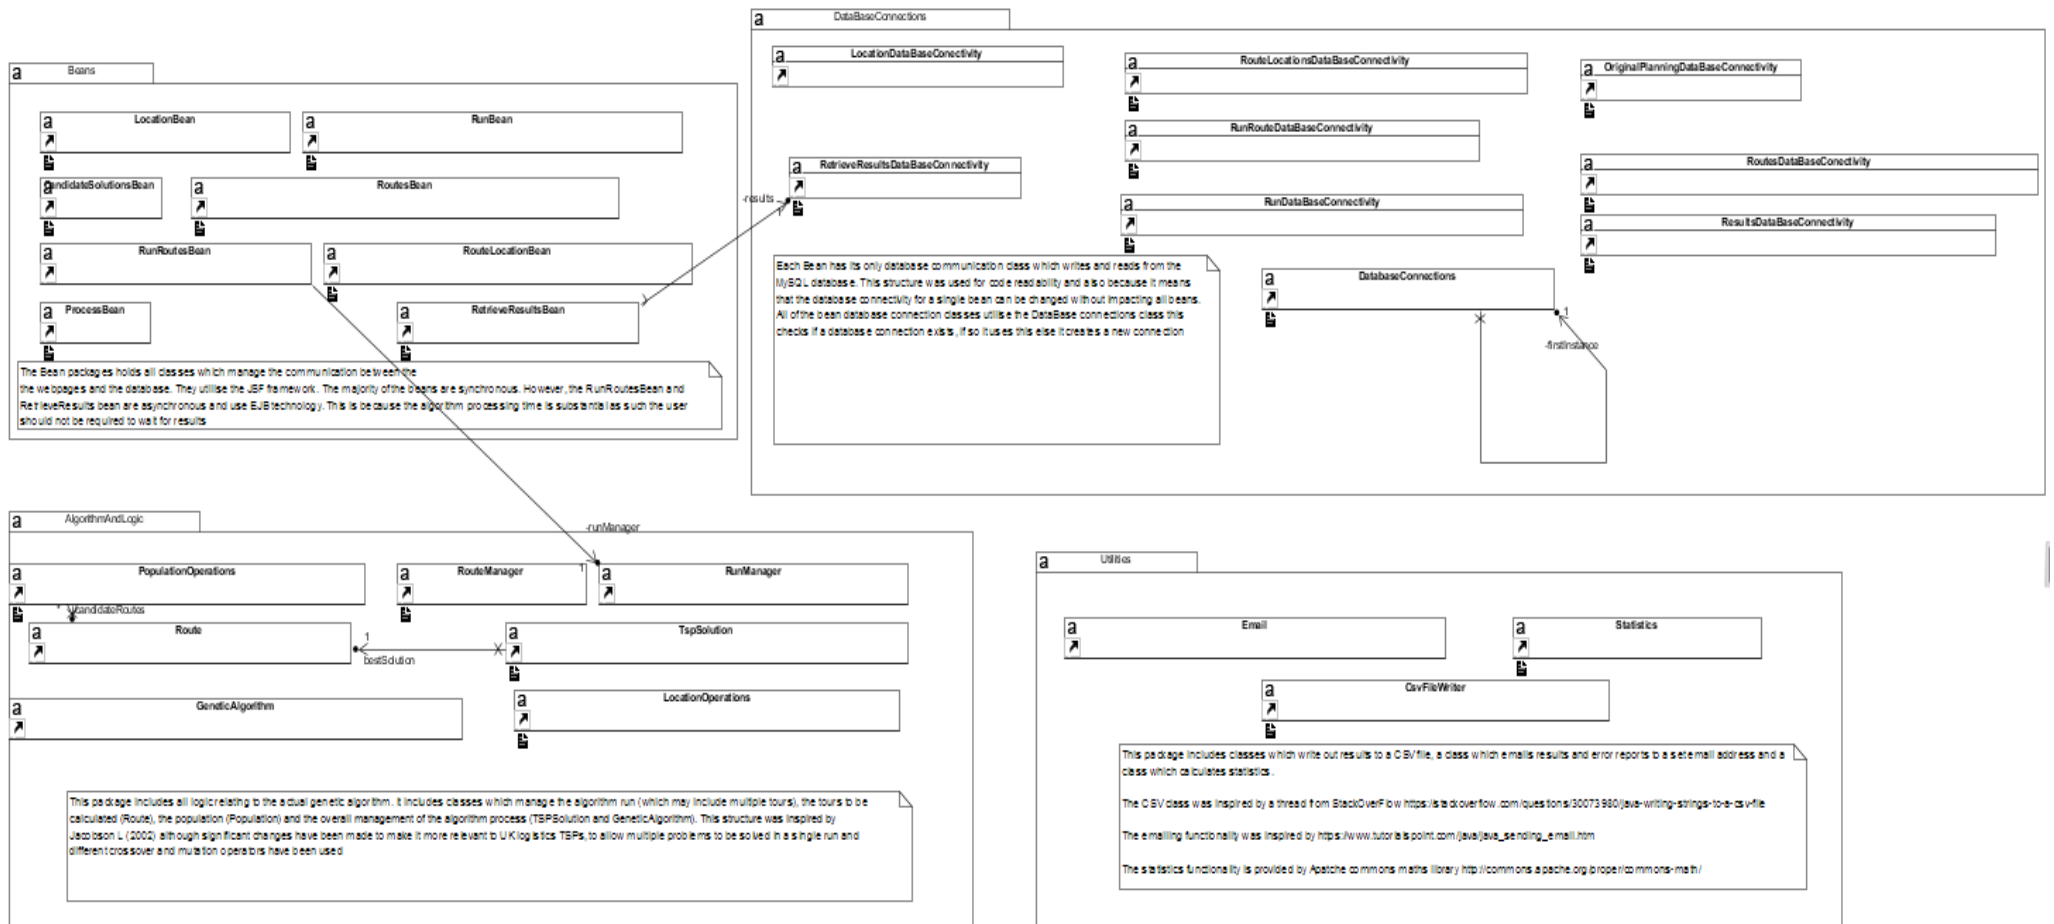 DataBaseConnections
LocationDataBaseConectivity
RouteLocationsDataBaseConnectivity
OriginalPlanningDataBaseConnectivity
RunRouteDataBaseConnectivity
RetrieveResultsDataBaseConnectivity
RoutesDataBaseConectivity
RunDataBaseConnectivity
ResultsDataBaseConnectivity
DatabaseConnections
-results
1
1
-firstInstance
Each Bean has its only database communication class which writes and reads from the
MySQL database. This structure was used for code readability and also because it means
that the database connectivity for a single bean can be changed without impacting all beans.
All of the bean database connection classes utilise the DataBase connections class this
checks if a database connection exists, if so it uses this else it creates a new connection
Beans
LocationBean
RunBean
CandidateSolutionsBean
RoutesBean
RunRoutesBean
RouteLocationBean
ProcessBean
RetrieveResultsBean
The Bean packages holds all classes which manage the communication between the
the webpages and the database. They utilise the JSF framework. The majority of the beans are synchronous. However, the RunRoutesBean and
RetrieveResults bean are asynchronous and use EJB technology. This is because the algorithm processing time is substantial as such the user
should not be required to wait for results
AlgorithmAndLogic
-runManager
1
PopulationOperations
RouteManager
RunManager
* \candidateRoutes
Route
1
bestSolution
TspSolution
GeneticAlgorithm
LocationOperations
This package includes all logic relating to the actual genetic algorithm. It includes classes which manage the algorithm run (which may include multiple tours), the tours to be
calculated (Route), the population (Population) and the overall management of the algorithm process (TSPSolution and GeneticAlgorithm). This structure was inspired by
Jacobson L (2002) although significant changes have been made to make it more relevant to UK logistics TSPs, to allow multiple problems to be solved in a single run and
different crossover and mutation operators have been used
Utilities
Email
Statistics
CsvFileWriter
This package includes classes which write out results to a CSV file, a class which emails results and error reports to a set email address and a
class which calculates statistics.
The CSV class was inspired by a thread from StackOverFlow https://stackoverflow.com/questions/30073980/java-writing-strings-to-a-csv-file
The emailing functionality was inspired by https://www.tutorialspoint.com/java/java_sending_email.htm
The statistics functionality is provided by Apatche commons maths library http://commons.apache.org/proper/commons-math/